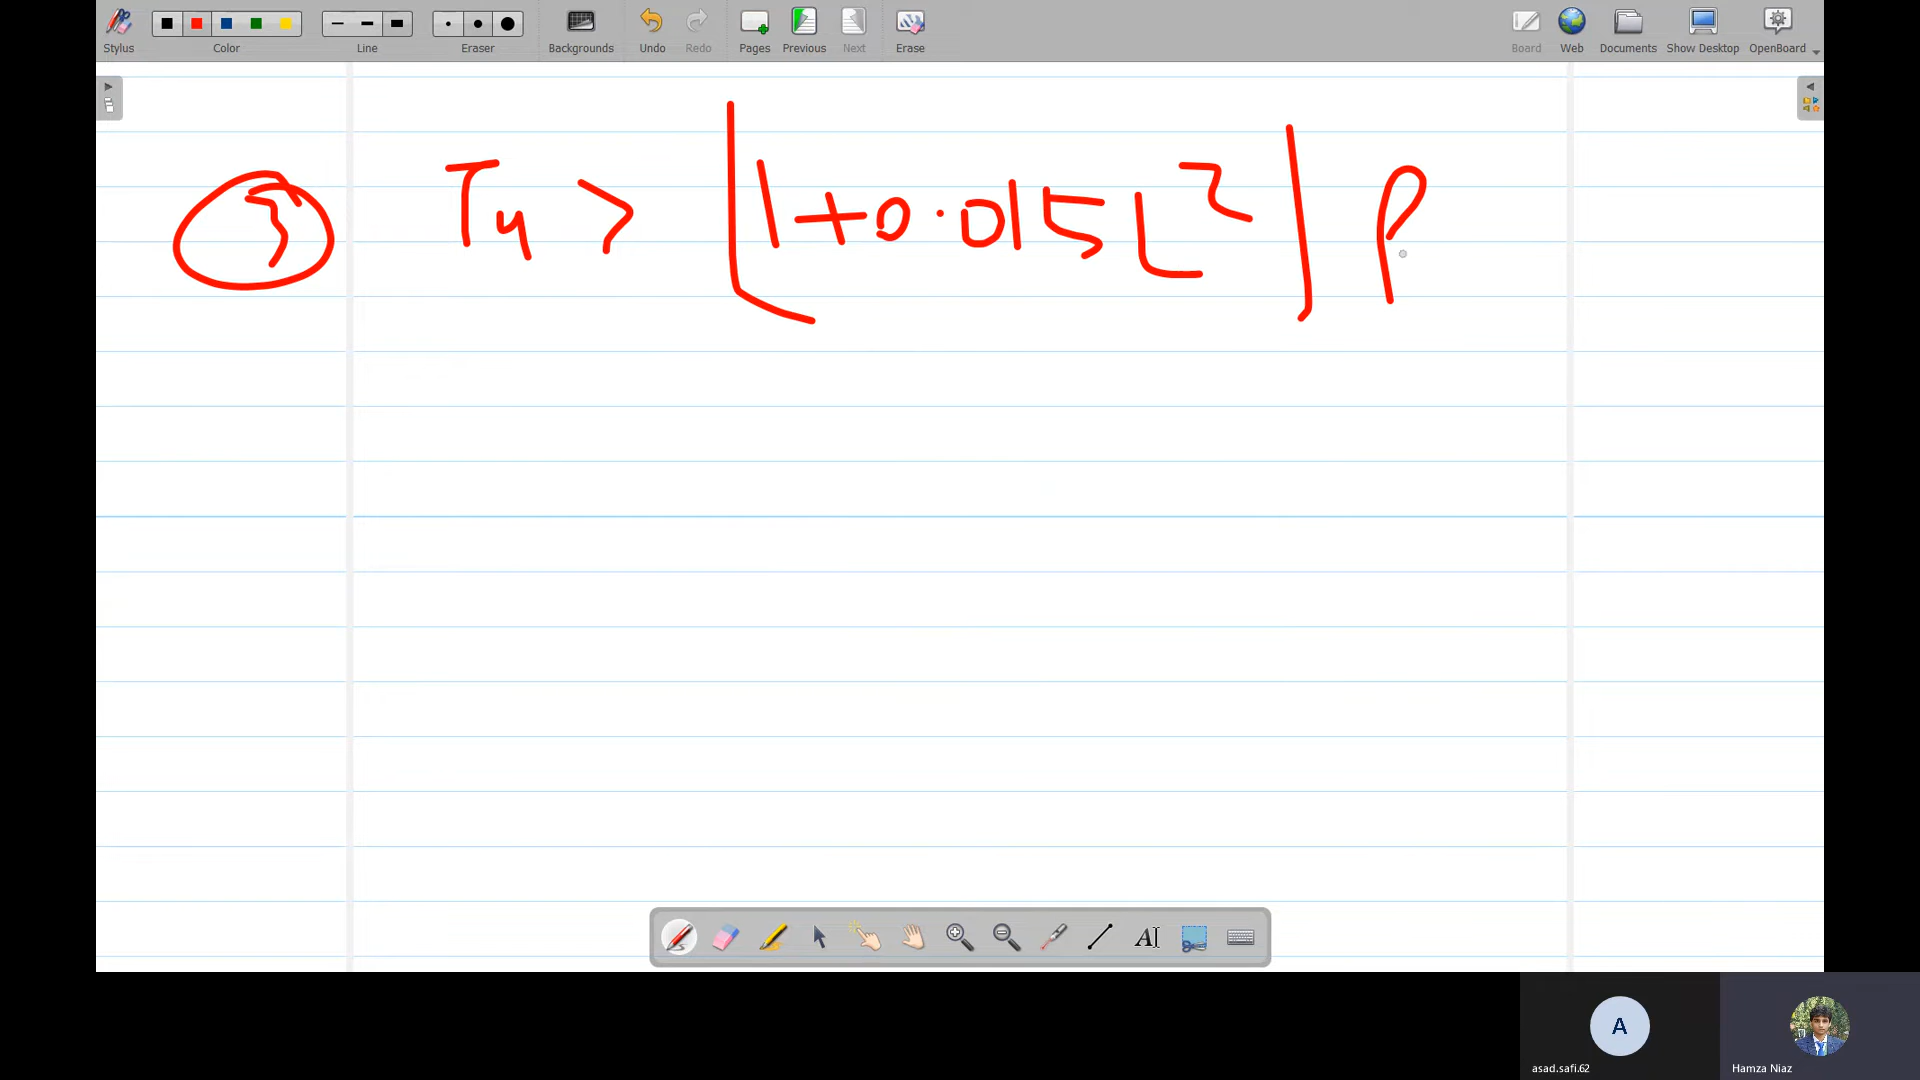 Stylus Color Line Eraser Backgrounds Undo Redo Pages Previous Next Erase Board Web Documents Show Desktop OpenBoard
3 T4 > [1+0.015L² ] P
A
asad.safi.62 Hamza Niaz